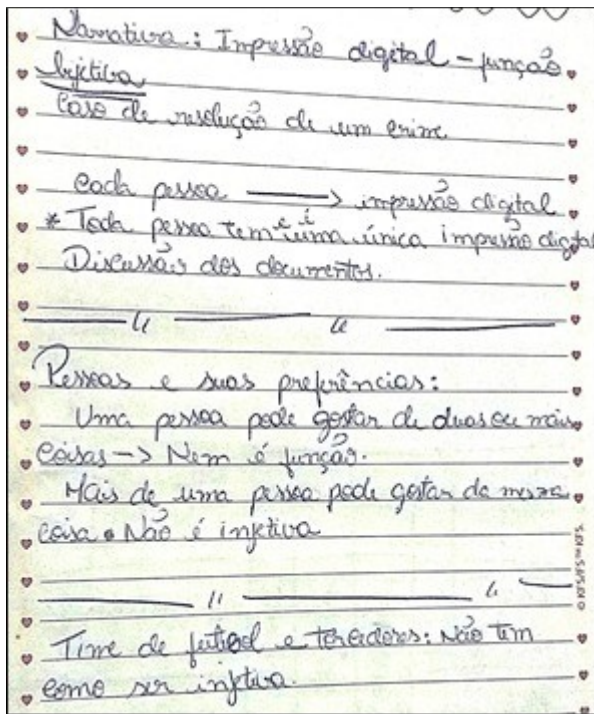 Narrativa: Impressão digital - função
bijetiva
Caso de resolução de um crime
Cada pessoa → impressão digital
* Toda pessoa tem e é uma única impressão digital
Discussão dos documentos.
Pessoas e suas preferências:
Uma pessoa pode gostar de duas ou mais
coisas -> Nem é função.
Mais de uma pessoa pode gostar da mesma
coisa • Não é injetiva
Time de futebol e torcedores: Não tem
como ser injetiva.